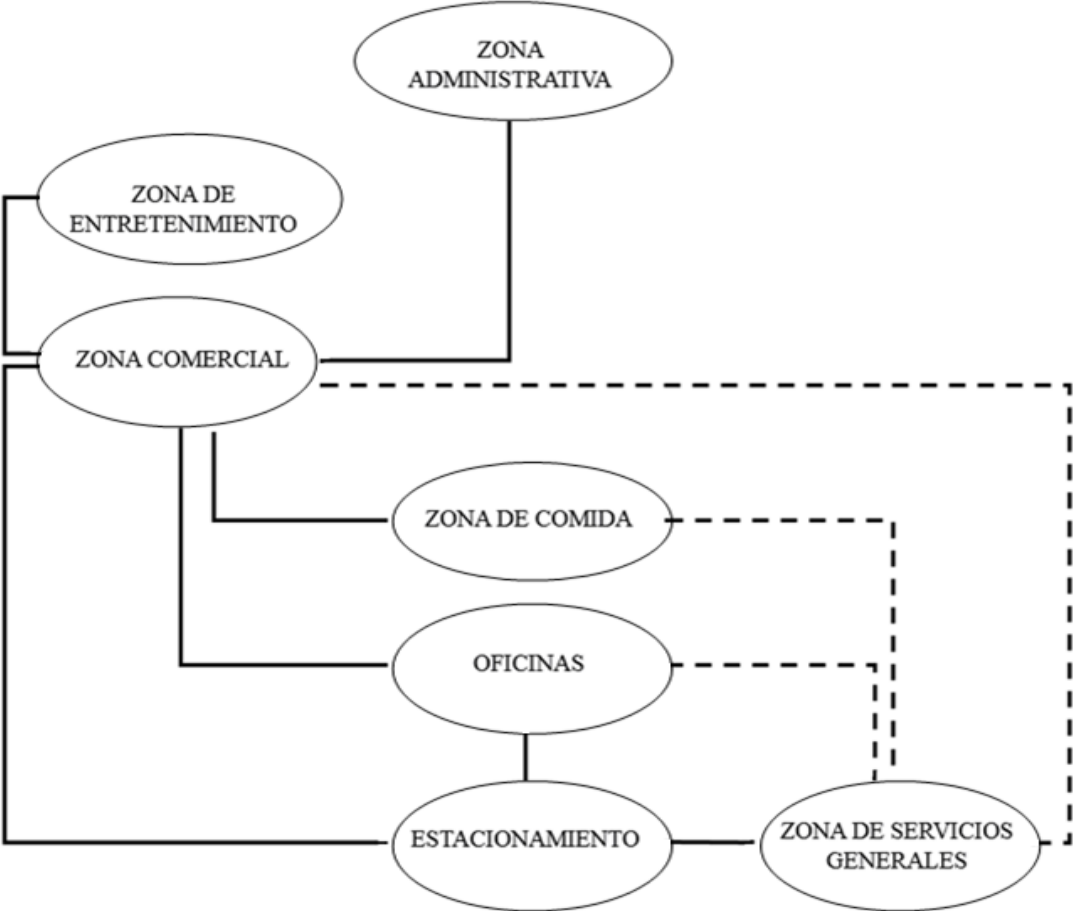 ZONA
ADMINISTRATIVA
ZONA DE
ENTRETENIMIENTO
ZONA COMERCIAL
ZONA DE COMIDA
OFICINAS
ESTACIONAMIENTO
ZONA DE SERVICIOS
GENERALES